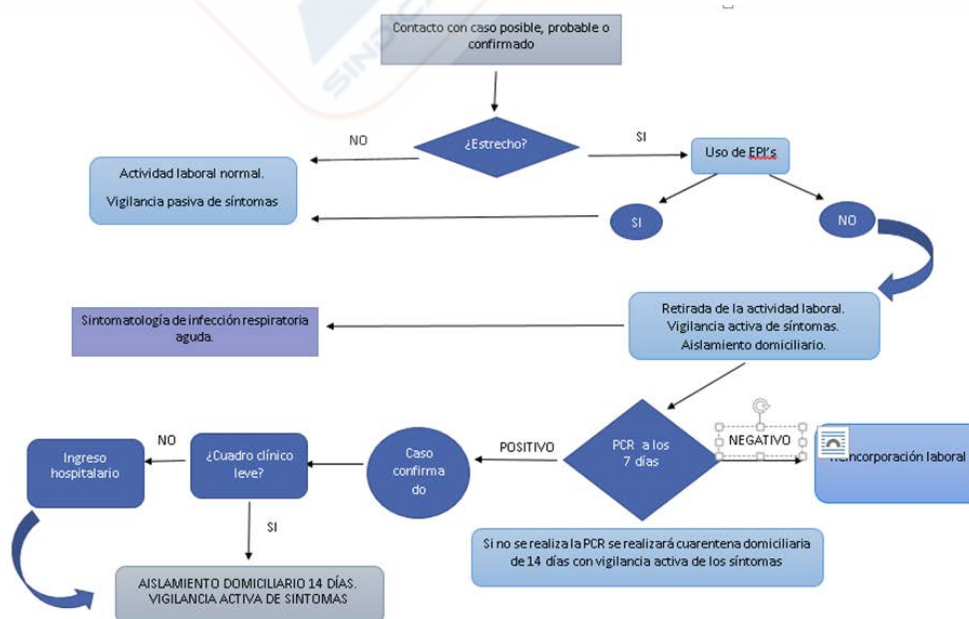 SINDICA
Contacto con caso posible, probable o
confirmado
NO
¿Estrecho?
SI
Uso de EPI's
Actividad laboral normal.
Vigilancia pasiva de síntomas
SI
NO
Retirada de la actividad laboral.
Vigilancia activa de síntomas.
Aislamiento domiciliario.
Sintomatología de infección respiratoria
aguda.
Ingreso
hospitalario
NO
¿Cuadro clínico
leve?
Caso
confirma
do
POSITIVO
PCR a los
7 días
NEGATIVO
laboral
SI
Si no se realiza la PCR se realizará cuarentena domiciliaria
de 14 días con vigilancia activa de los síntomas
AISLAMIENTO DOMICILIARIO 14 DÍAS.
VIGILANCIA ACTIVA DE SINTOMAS